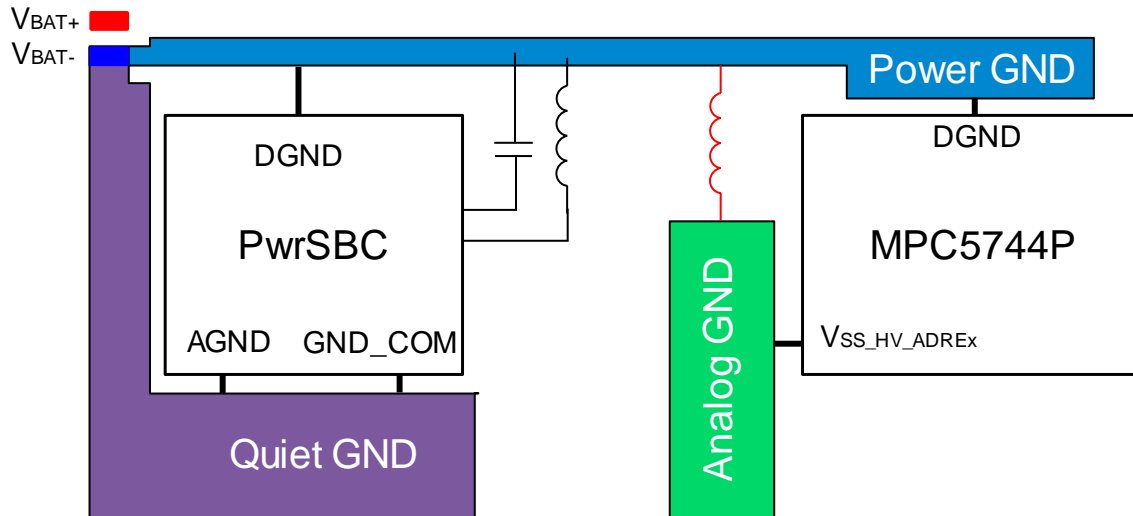 VBAT+
VBAT-
Power GND
DGND
DGND
PwrSBC
MPC5744P
AGND GND_COM
VSS_HV_ADREx
Analog GND
Quiet GND